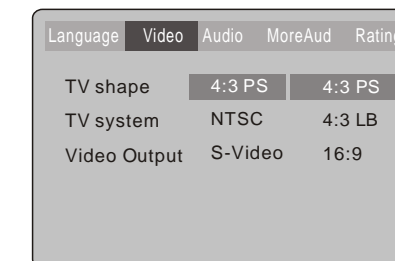 Language Video Audio MoreAud Rating
TV shape 4:3 PS 4:3 PS
TV system NTSC 4:3 LB
Video Output S-Video 16:9